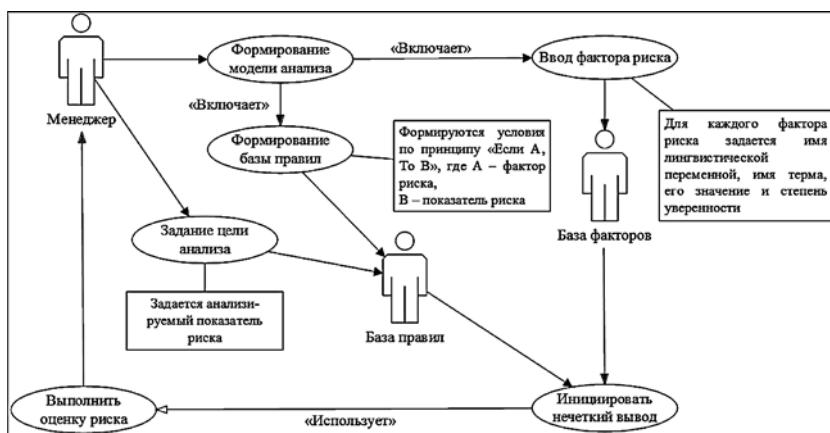 Формирование
модели анализа
«Включает»
Ввод фактора риска
Менеджер
«Включает»
Формирование
базы правил
Формируются условия
по принципу «Если А,
То В», где А – фактор
риска,
В – показатель риска
Для каждого фактора
риска задается имя
лингвистической
переменной, имя терма,
его значение и степень
уверенности
База факторов
Задание цели
анализа
Задается анализи-
руемый показатель
риска
База правил
Выполнить
оценку риска
«Использует»
Инициировать
нечеткий вывод